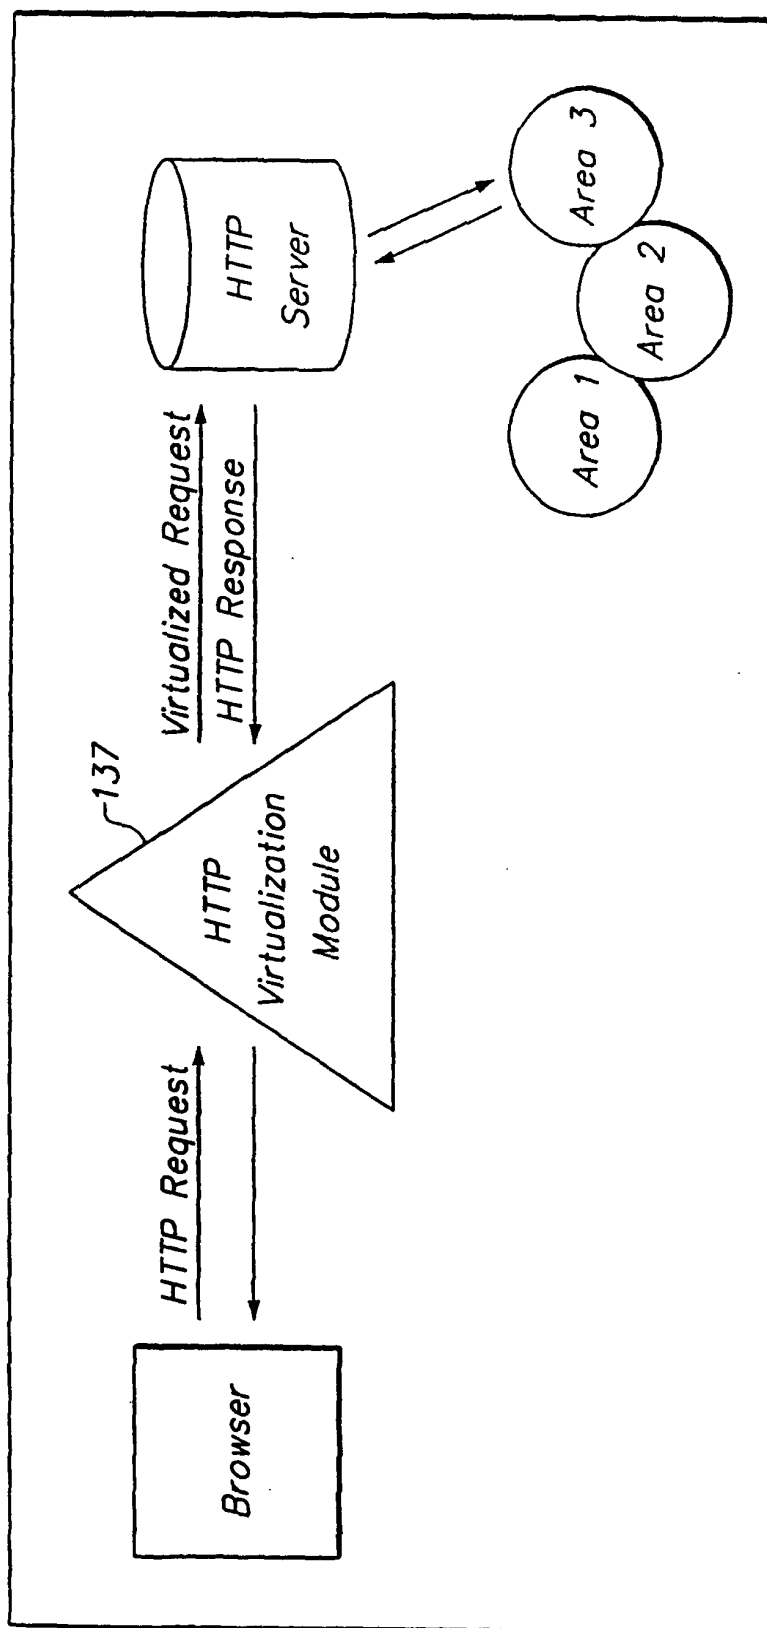 137
Browser
HTTP Request
HTTP
Virtualization
Module
Virtualized Request
HTTP Response
HTTP
Server
Area 1
Area 2
Area 3